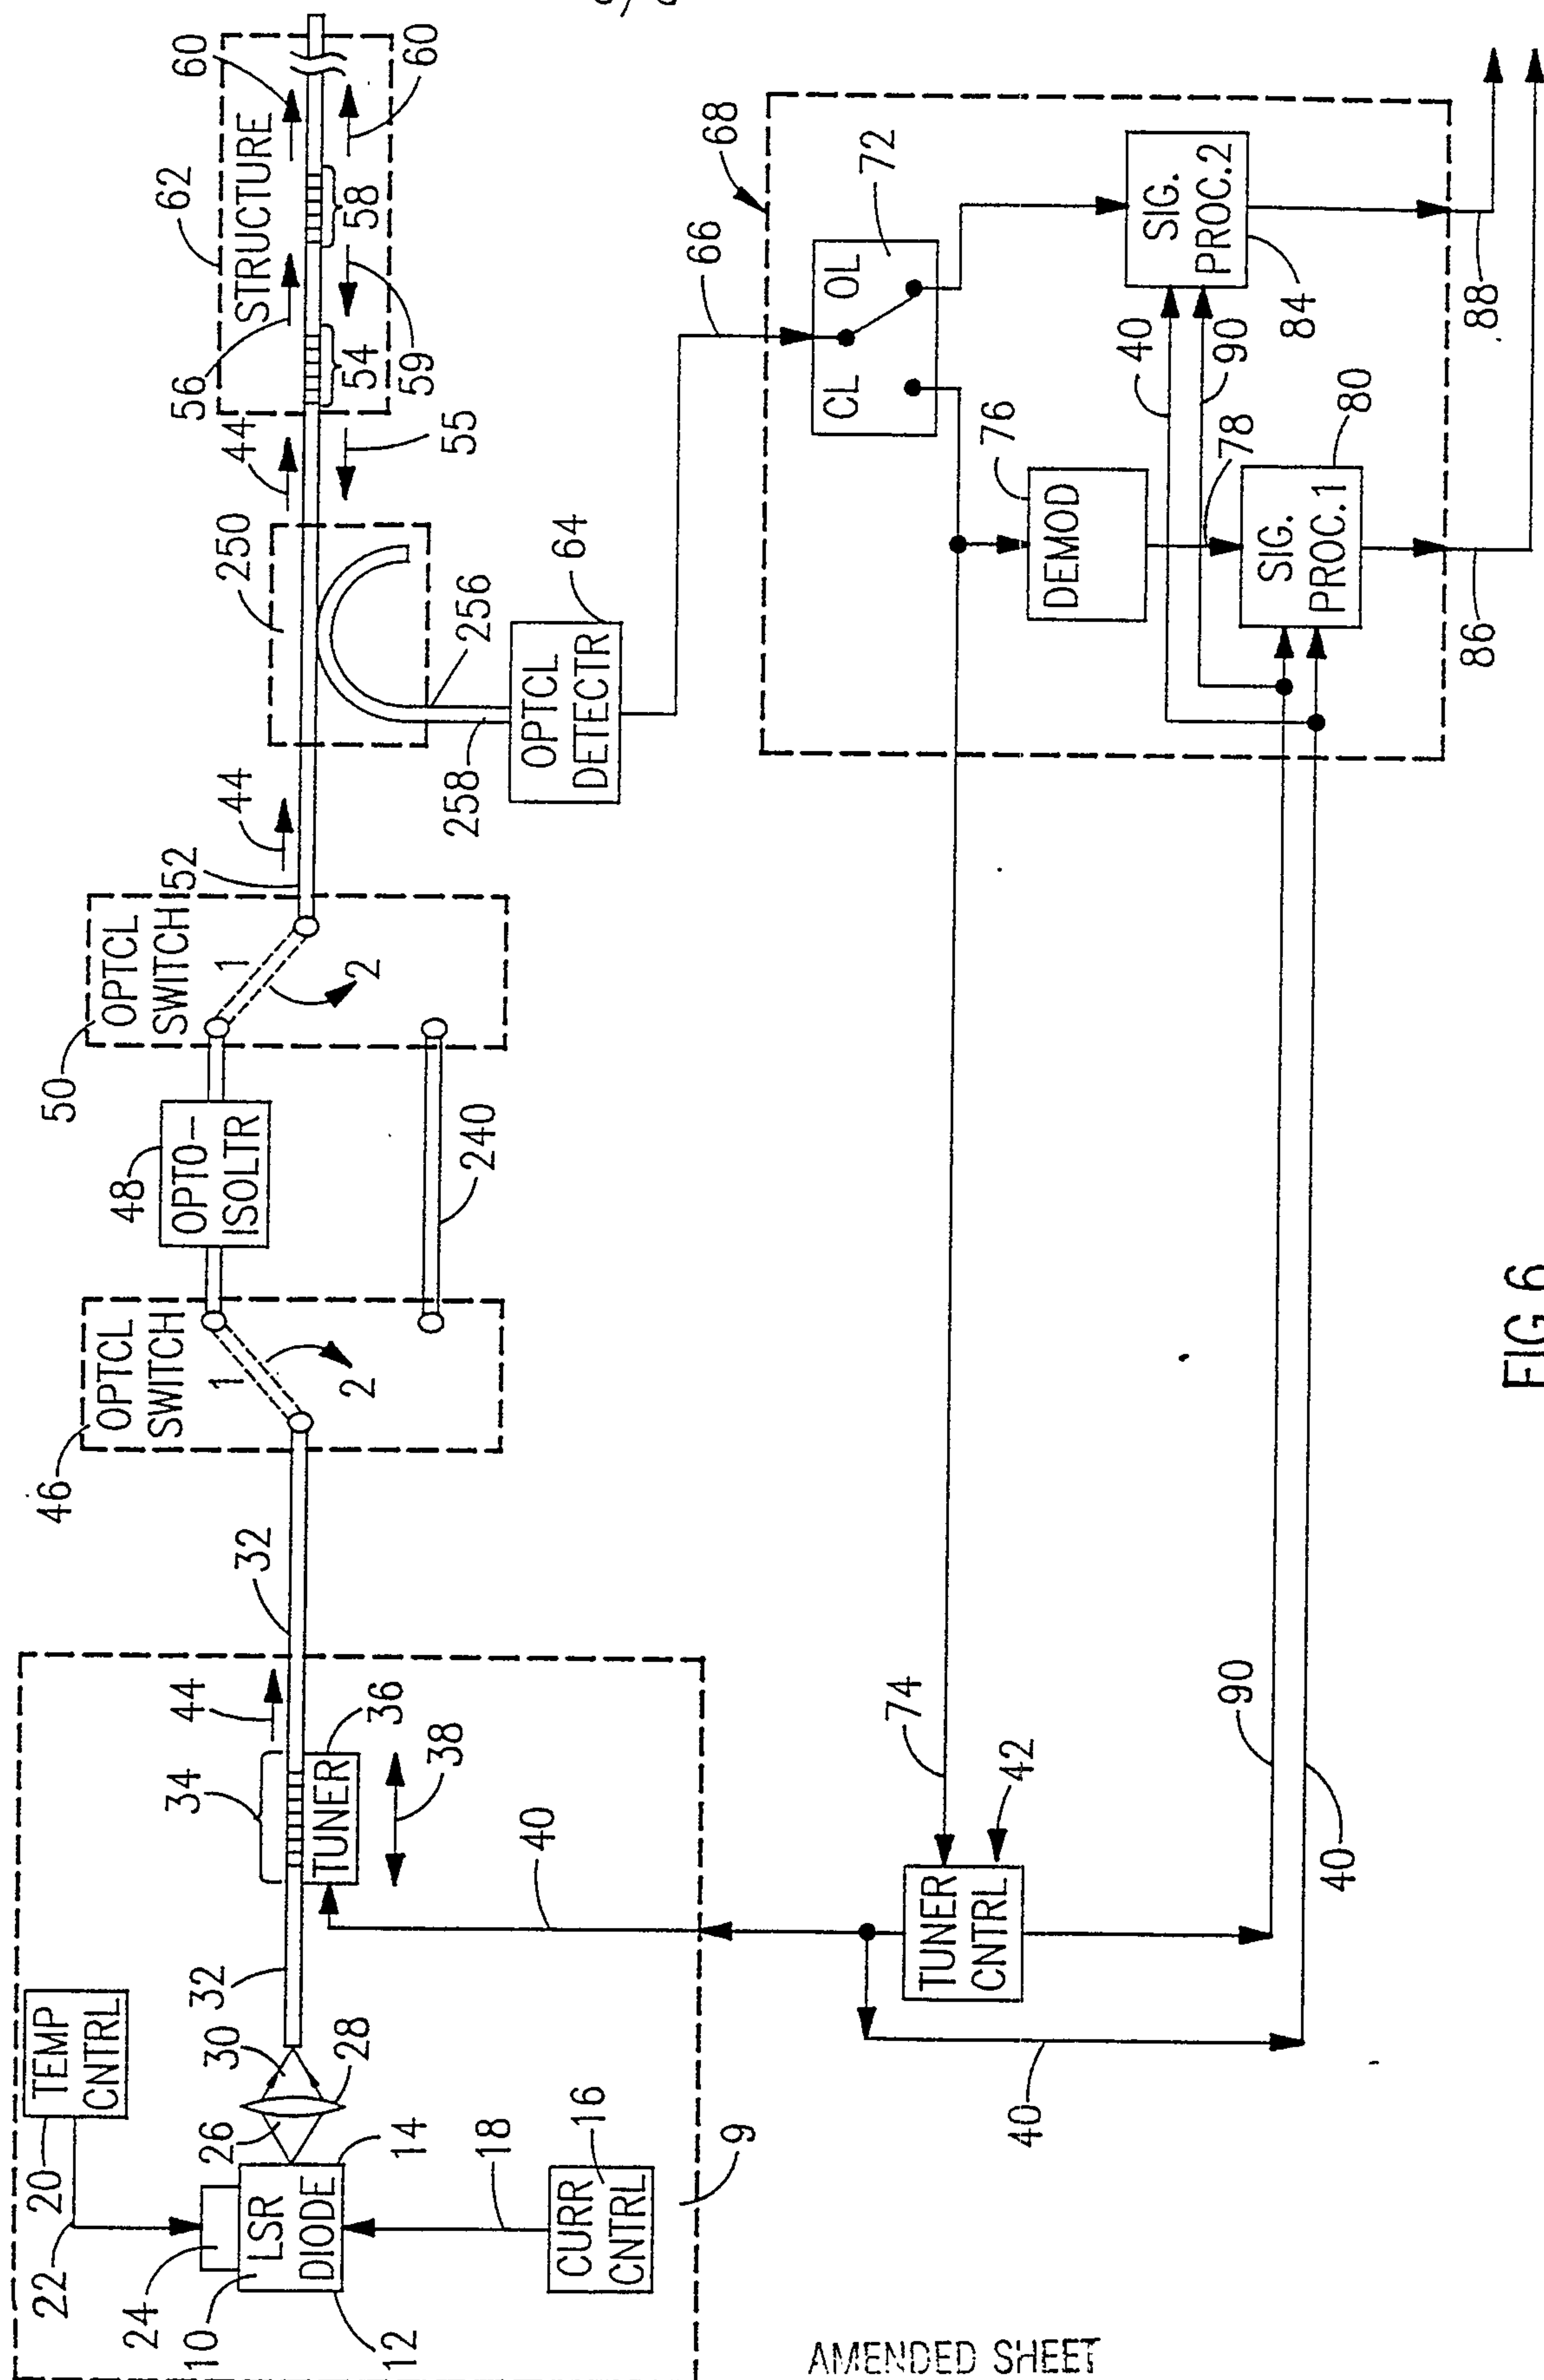 TEMP
CNTRL
20
22
24
10
LSR
DIODE
12
14
26
28
30
32
18
CURR
CNTRL
16
9
34
44
TUNER
36
38
40
32
46
OPTCL
SWITCH
1
2
48
OPTO-
ISOLTR
240
50
OPTCL
SWITCH
1
2
52
44
250
256
258
OPTCL
DETECTR
64
44
55
62
STRUCTURE
56
54
59
58
60
60
66
68
CL
OL
72
74
DEMOD
76
78
SIG.
PROC.1
80
SIG.
PROC.2
84
40
90
86
88
TUNER
CNTRL
42
40
90
40
FIG.6
AMENDED SHEET